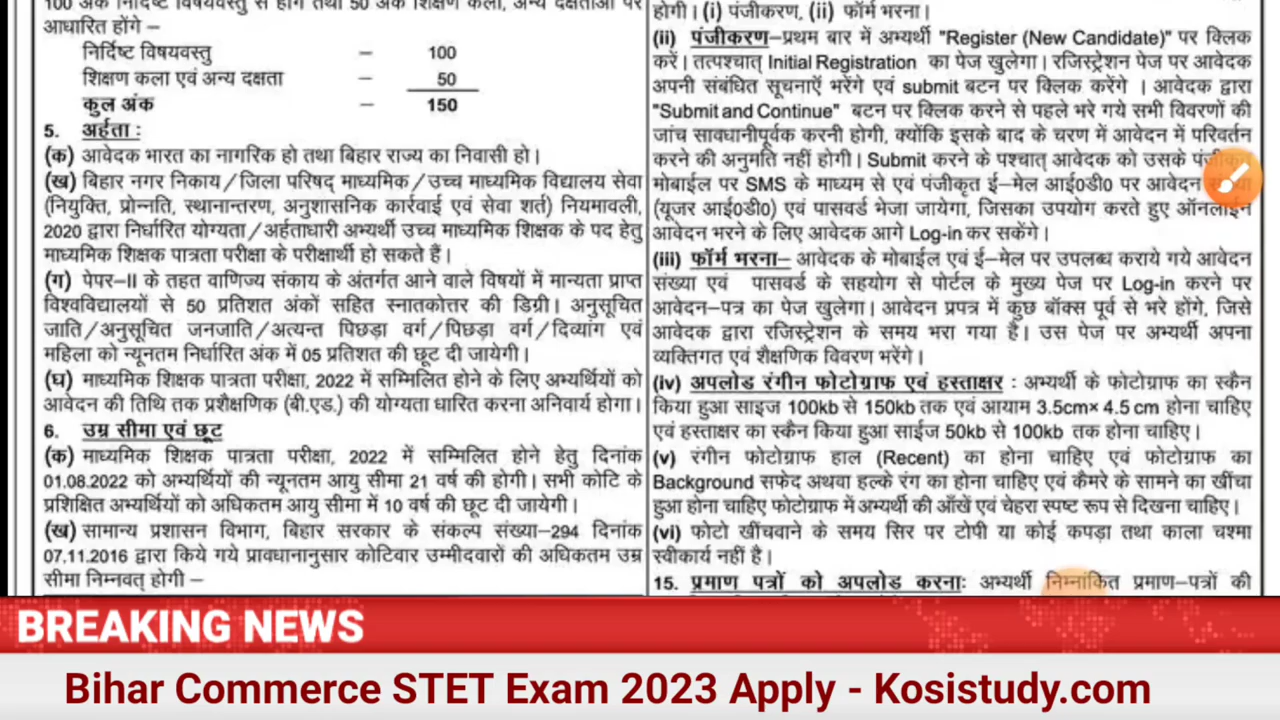 100 अंक निर्दिष्ट विषयवस्तु से होंगे तथा 50 अंक शिक्षण कला, अन्य दक्षताओं पर
आधारित होंगे –
निर्दिष्ट विषयवस्तु – 100
शिक्षण कला एवं अन्य दक्षता – 50
कुल अंक – 150
5. अर्हता :
(क) आवेदक भारत का नागरिक हो तथा बिहार राज्य का निवासी हो।
(ख) बिहार नगर निकाय/जिला परिषद् माध्यमिक/उच्च माध्यमिक विद्यालय सेवा
(नियुक्ति, प्रोन्नति, स्थानान्तरण, अनुशासनिक कार्रवाई एवं सेवा शर्त) नियमावली,
2020 द्वारा निर्धारित योग्यता/अर्हताधारी अभ्यर्थी उच्च माध्यमिक शिक्षक के पद हेतु
माध्यमिक शिक्षक पात्रता परीक्षा के परीक्षार्थी हो सकते हैं।
(ग) पेपर–II के तहत वाणिज्य संकाय के अंतर्गत आने वाले विषयों में मान्यता प्राप्त
विश्वविद्यालयों से 50 प्रतिशत अंकों सहित स्नातकोत्तर की डिग्री। अनुसूचित
जाति/अनुसूचित जनजाति/अत्यन्त पिछड़ा वर्ग/पिछड़ा वर्ग/दिव्यांग एवं
महिला को न्यूनतम निर्धारित अंक में 05 प्रतिशत की छूट दी जायेगी।
(घ) माध्यमिक शिक्षक पात्रता परीक्षा, 2022 में सम्मिलित होने के लिए अभ्यर्थियों को
आवेदन की तिथि तक प्रशैक्षणिक (बी.एड.) की योग्यता धारित करना अनिवार्य होगा।
6. उम्र सीमा एवं छूट
(क) माध्यमिक शिक्षक पात्रता परीक्षा, 2022 में सम्मिलित होने हेतु दिनांक
01.08.2022 को अभ्यर्थियों की न्यूनतम आयु सीमा 21 वर्ष की होगी। सभी कोटि के
प्रशिक्षित अभ्यर्थियों को अधिकतम आयु सीमा में 10 वर्ष की छूट दी जायेगी।
(ख) सामान्य प्रशासन विभाग, बिहार सरकार के संकल्प संख्या–294 दिनांक
07.11.2016 द्वारा किये गये प्रावधानानुसार कोटिवार उम्मीदवारों की अधिकतम उम्र
सीमा निम्नवत् होगी –
होगी। (i) पंजीकरण, (ii) फॉर्म भरना।
(ii) पंजीकरण–प्रथम बार में अभ्यर्थी "Register (New Candidate)" पर क्लिक
करें। तत्पश्चात् Initial Registration का पेज खुलेगा। रजिस्ट्रेशन पेज पर आवेदक
अपनी संबंधित सूचनाएँ भरेंगे एवं submit बटन पर क्लिक करेंगे । आवेदक द्वारा
"Submit and Continue" बटन पर क्लिक करने से पहले भरे गये सभी विवरणों की
जांच सावधानीपूर्वक करनी होगी, क्योंकि इसके बाद के चरण में आवेदन में परिवर्तन
करने की अनुमति नहीं होगी। Submit करने के पश्चात् आवेदक को उसके पंजीकृत
मोबाईल पर SMS के माध्यम से एवं पंजीकृत ई–मेल आई0डी0 पर आवेदन
(यूजर आई0डी0) एवं पासवर्ड भेजा जायेगा, जिसका उपयोग करते हुए ऑनलाईन
आवेदन भरने के लिए आवेदक आगे Log-in कर सकेंगे।
(iii) फॉर्म भरना– आवेदक के मोबाईल एवं ई–मेल पर उपलब्ध कराये गये आवेदन
संख्या एवं पासवर्ड के सहयोग से पोर्टल के मुख्य पेज पर Log-in करने पर
आवेदन–पत्र का पेज खुलेगा। आवेदन प्रपत्र में कुछ बॉक्स पूर्व से भरे होंगे, जिसे
आवेदक द्वारा रजिस्ट्रेशन के समय भरा गया है। उस पेज पर अभ्यर्थी अपना
व्यक्तिगत एवं शैक्षणिक विवरण भरेंगे।
(iv) अपलोड रंगीन फोटोग्राफ एवं हस्ताक्षर : अभ्यर्थी के फोटोग्राफ का स्कैन
किया हुआ साइज 100kb से 150kb तक एवं आयाम 3.5cm× 4.5 cm होना चाहिए
एवं हस्ताक्षर का स्कैन किया हुआ साईज 50kb से 100kb तक होना चाहिए।
(v) रंगीन फोटोग्राफ हाल (Recent) का होना चाहिए एवं फोटोग्राफ का
Background सफेद अथवा हल्के रंग का होना चाहिए एवं कैमरे के सामने का खींचा
हुआ होना चाहिए फोटोग्राफ में अभ्यर्थी की आँखें एवं चेहरा स्पष्ट रूप से दिखना चाहिए।
(vi) फोटो खींचवाने के समय सिर पर टोपी या कोई कपड़ा तथा काला चश्मा
स्वीकार्य नहीं है।
15. प्रमाण पत्रों को अपलोड करनाः अभ्यर्थी निम्नांकित प्रमाण–पत्रों की
BREAKING NEWS
Bihar Commerce STET Exam 2023 Apply - Kosistudy.com